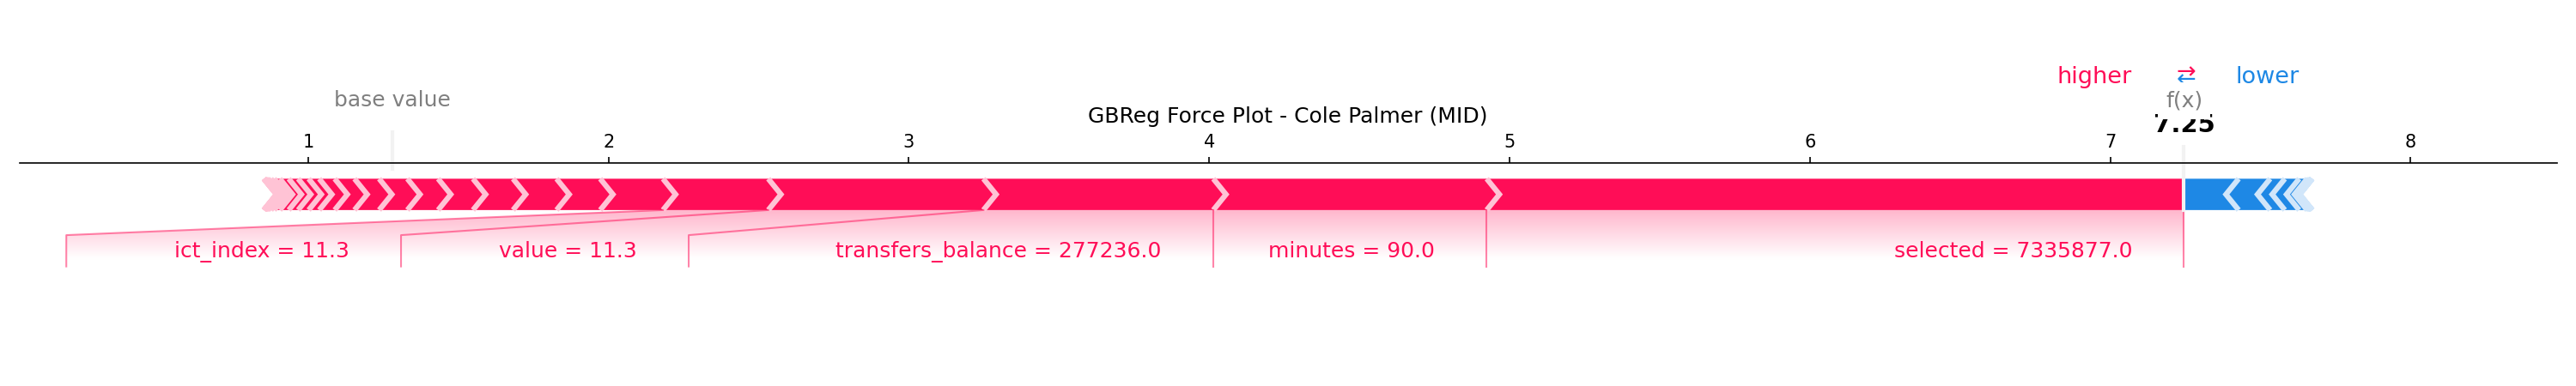 higher ⇄ lower
base value
f(x)
GBReg Force Plot - Cole Palmer (MID)
7.25
1 2 3 4 5 6 7 8
ict_index = 11.3 value = 11.3 transfers_balance = 277236.0 minutes = 90.0 selected = 7335877.0